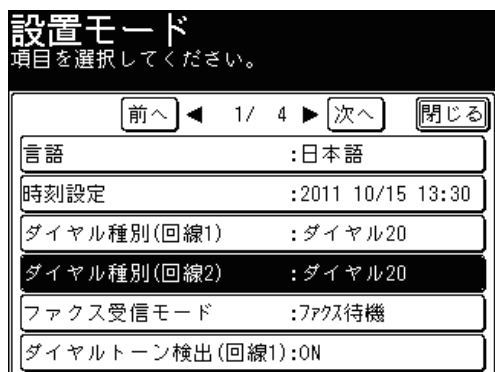 設置モード
項目を選択してください。
前へ ◀ 1/ 4 ▶ 次へ 閉じる
言語 :日本語
時刻設定 :2011 10/15 13:30
ダイヤル種別(回線1) :ダイヤル20
ダイヤル種別(回線2) :ダイヤル20
ファクス受信モード :ﾌｧｸｽ待機
ダイヤルトーン検出(回線1):ON